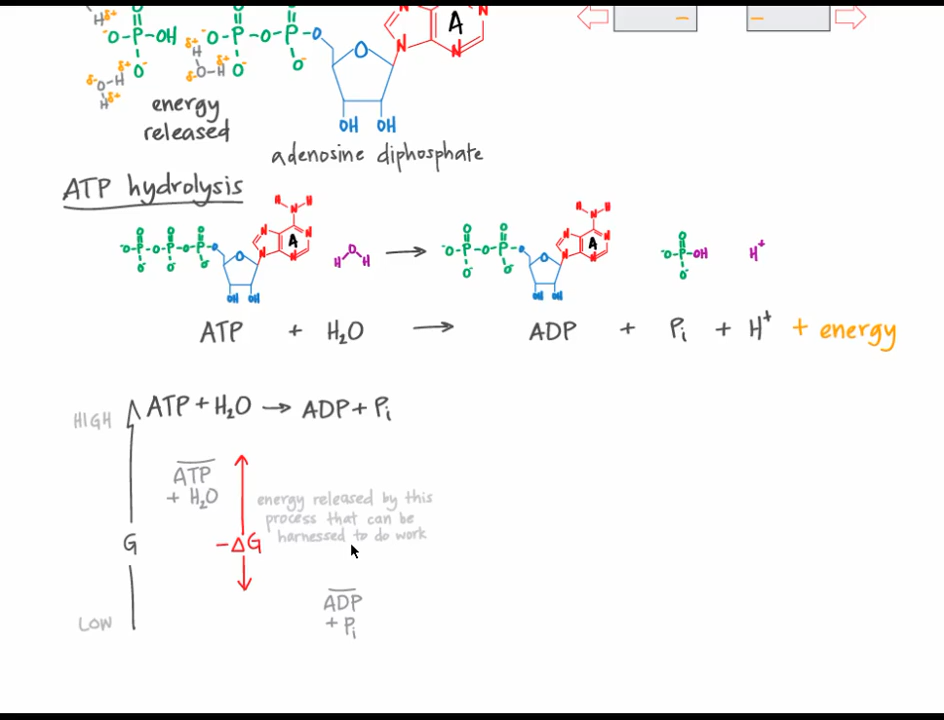 energy
released
adenosine diphosphate
ATP hydrolysis
ATP + H₂O → ADP + Pᵢ + H⁺ + energy
HIGH
ATP + H₂O → ADP + Pᵢ
ATP
+ H₂O
energy released by this
process that can be
harnessed to do work
G
-ΔG
ADP
+ Pᵢ
LOW